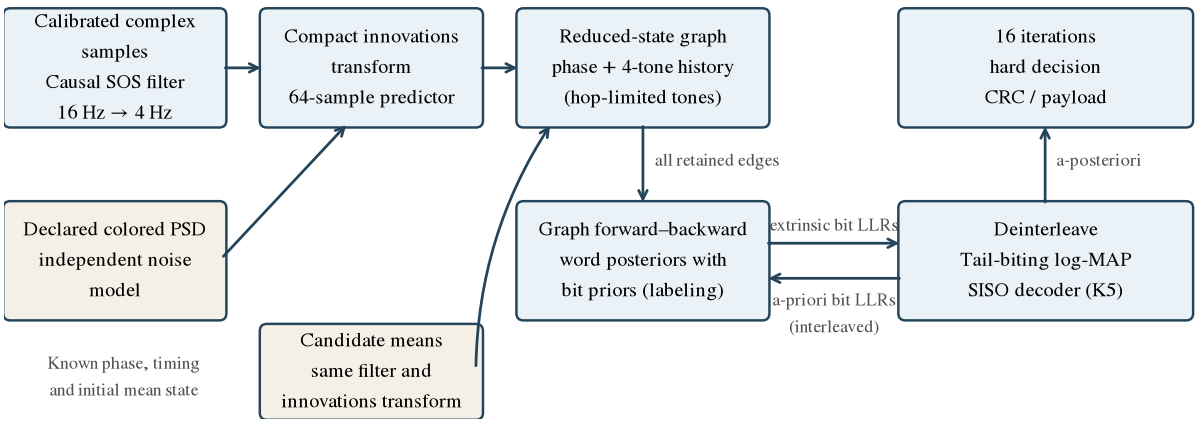 Calibrated complex
samples
Causal SOS filter
16 Hz → 4 Hz
Compact innovations
transform
64-sample predictor
Reduced-state graph
phase + 4-tone history
(hop-limited tones)
16 iterations
hard decision
CRC / payload
all retained edges
a-posteriori
Declared colored PSD
independent noise
model
Graph forward–backward
word posteriors with
bit priors (labeling)
extrinsic bit LLRs
a-priori bit LLRs
(interleaved)
Deinterleave
Tail-biting log-MAP
SISO decoder (K5)
Known phase, timing
and initial mean state
Candidate means
same filter and
innovations transform